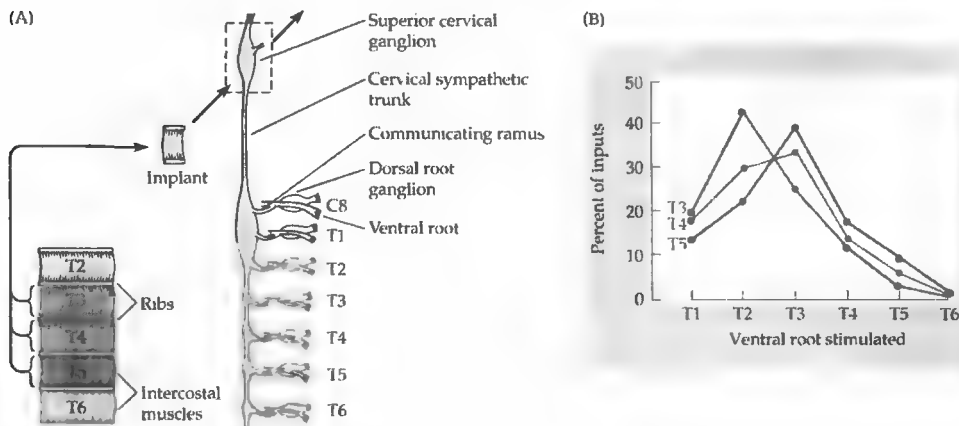 (A)
Superior cervical
ganglion
Cervical sympathetic
trunk
Communicating ramus
Dorsal root
ganglion
Implant
C8
Ventral root
T1
T2
T2
T3
Ribs
T4
T4
T5
Intercostal
muscles
T6
T6
(B)
Percent of inputs
50
40
30
20
10
0
T3
T4
T5
T1
T2
T3
T4
T5
T6
Ventral root stimulated